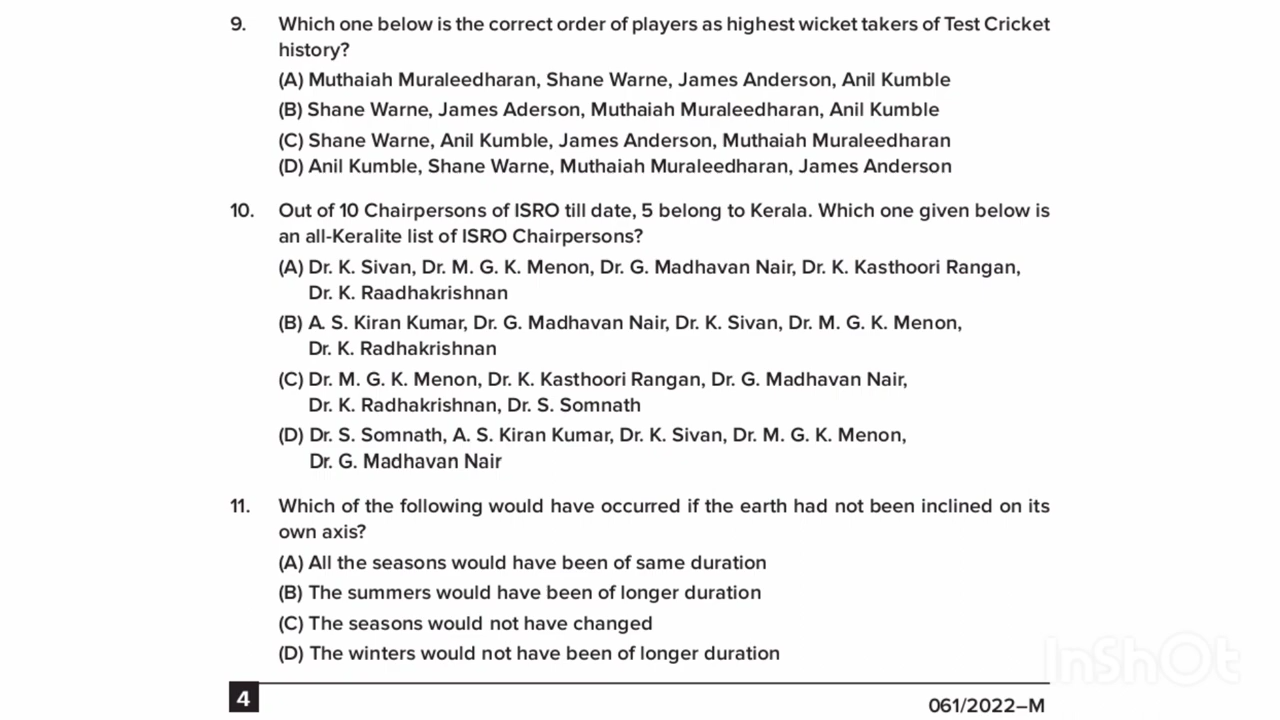 9. Which one below is the correct order of players as highest wicket takers of Test Cricket
history?
(A) Muthaiah Muraleedharan, Shane Warne, James Anderson, Anil Kumble
(B) Shane Warne, James Aderson, Muthaiah Muraleedharan, Anil Kumble
(C) Shane Warne, Anil Kumble, James Anderson, Muthaiah Muraleedharan
(D) Anil Kumble, Shane Warne, Muthaiah Muraleedharan, James Anderson
10. Out of 10 Chairpersons of ISRO till date, 5 belong to Kerala. Which one given below is
an all-Keralite list of ISRO Chairpersons?
(A) Dr. K. Sivan, Dr. M. G. K. Menon, Dr. G. Madhavan Nair, Dr. K. Kasthoori Rangan,
Dr. K. Raadhakrishnan
(B) A. S. Kiran Kumar, Dr. G. Madhavan Nair, Dr. K. Sivan, Dr. M. G. K. Menon,
Dr. K. Radhakrishnan
(C) Dr. M. G. K. Menon, Dr. K. Kasthoori Rangan, Dr. G. Madhavan Nair,
Dr. K. Radhakrishnan, Dr. S. Somnath
(D) Dr. S. Somnath, A. S. Kiran Kumar, Dr. K. Sivan, Dr. M. G. K. Menon,
Dr. G. Madhavan Nair
11. Which of the following would have occurred if the earth had not been inclined on its
own axis?
(A) All the seasons would have been of same duration
(B) The summers would have been of longer duration
(C) The seasons would not have changed
(D) The winters would not have been of longer duration
InShOt
4
061/2022–M